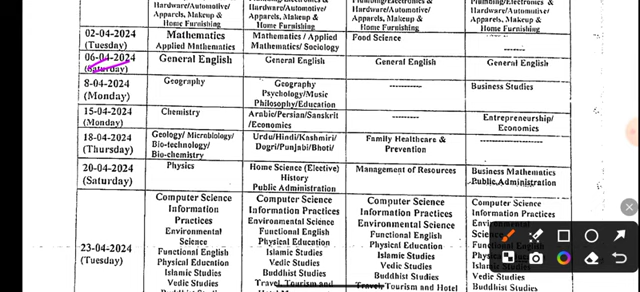 Hardware/Automotive/ Apparels, Makeup & Home Furnishing
Hardware/Automotive/ Apparels, Makeup & Home Furnishing
Hardware/Automotive/ Apparels, Makeup & Home Furnishing
Hardware/Automotive/ Apparels, Makeup & Home Furnishing
02-04-2024 (Tuesday)
Mathematics
Applied Mathematics
Mathematics / Applied Mathematics/ Sociology
Food Science
-------
06-04-2024 (Saturday)
General English
General English
General English
General English
8-04-2024 (Monday)
Geography
Geography
Psychology/Music
Philosophy/Education
----------
Business Studies
15-04-2024 (Monday)
Chemistry
Arabic/Persian/Sanskrit /Economics
----------
Entrepreneurship/ Economics
18-04-2024 (Thursday)
Geology/ Microbiology/ Bio-technology/ Bio-chemistry
Urdu/Hindi/Kashmiri/ Dogri/Punjabi/Bhoti/
Family Healthcare & Prevention
--------------------
20-04-2024 (Saturday)
Physics
Home Science (Elective)
History
Public Administration
Management of Resources
Business Mathematics
Public Administration
23-04-2024 (Tuesday)
Computer Science
Information Practices
Environmental Science
Functional English
Physical Education
Islamic Studies
Vedic Studies
Buddhist Studies
Computer Science
Information Practices
Environmental Science
Functional English
Physical Education
Islamic Studies
Vedic Studies
Buddhist Studies
Travel, Tourism and
Computer Science
Information Practices
Environmental Science
Functional English
Physical Education
Islamic Studies
Vedic Studies
Buddhist Studies
Travel, Tourism and Hotel
Computer Science
Information Practices